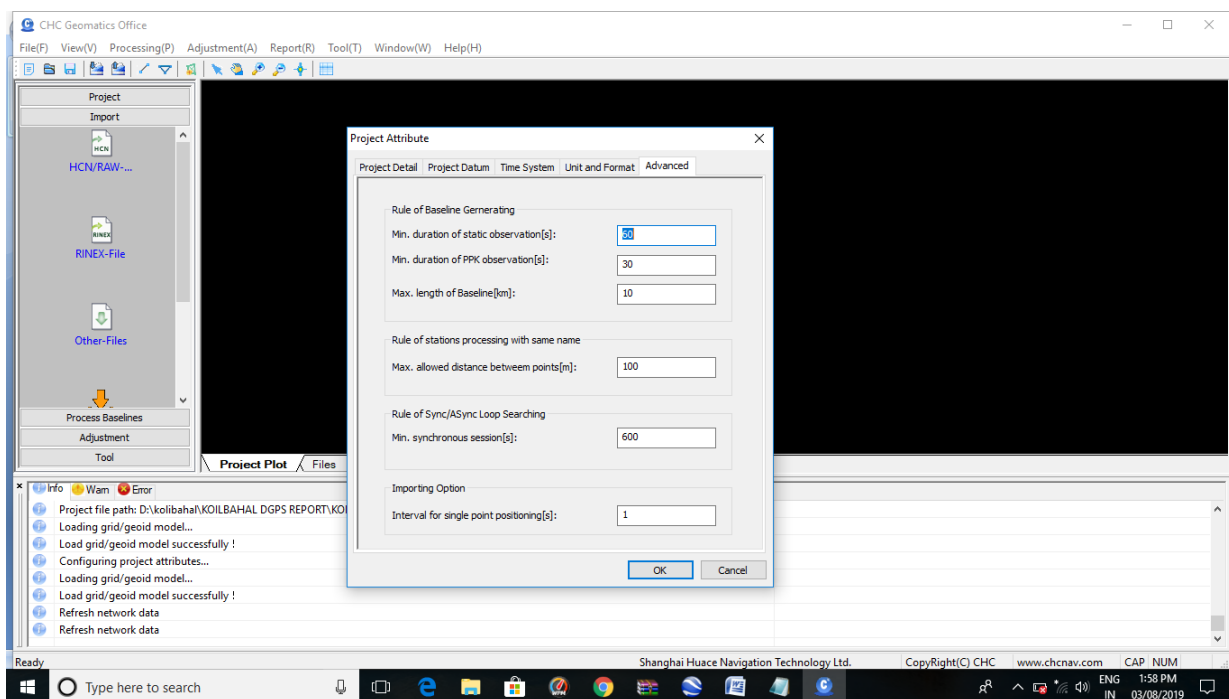 CHC Geomatics Office
File(F) View(V) Processing(P) Adjustment(A) Report(R) Tool(T) Window(W) Help(H)
Project
Import
HCN
HCN/RAW-...
RINEX
RINEX-File
Other-Files
Process Baselines
Adjustment
Tool
Project Plot Files
Project Attribute
Project Detail Project Datum Time System Unit and Format Advanced
Rule of Baseline Gernerating
Min. duration of static observation[s]: 60
Min. duration of PPK observation[s]: 30
Max. length of Baseline[km]: 10
Rule of stations processing with same name
Max. allowed distance betweem points[m]: 100
Rule of Sync/ASync Loop Searching
Min. synchronous session[s]: 600
Importing Option
Interval for single point positioning[s]: 1
OK Cancel
Info Warn Error
Project file path: D:\kolibahal\KOILBAHAL DGPS REPORT\KOI
Loading grid/geoid model...
Load grid/geoid model successfully !
Configuring project attributes...
Loading grid/geoid model...
Load grid/geoid model successfully !
Refresh network data
Refresh network data
Ready Shanghai Huace Navigation Technology Ltd. CopyRight(C) CHC www.chcnav.com CAP NUM
Type here to search
ENG 1:58 PM
IN 03/08/2019